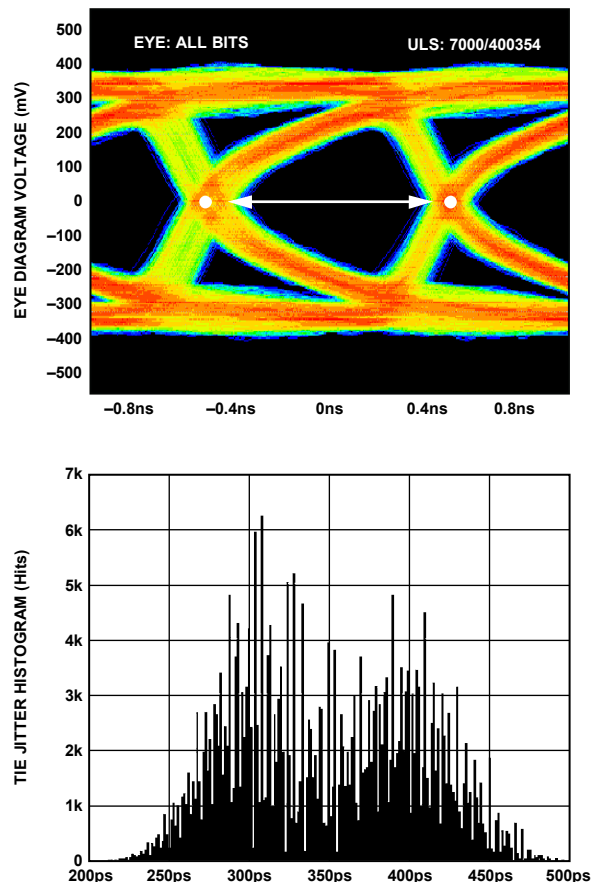 EYE: ALL BITS
ULS: 7000/400354
EYE DIAGRAM VOLTAGE (mV)
500
400
300
200
100
0
–100
–200
–300
–400
–500
–0.8ns
–0.4ns
0ns
0.4ns
0.8ns
TIE JITTER HISTOGRAM (Hits)
7k
6k
5k
4k
3k
2k
1k
0
200ps
250ps
300ps
350ps
400ps
450ps
500ps